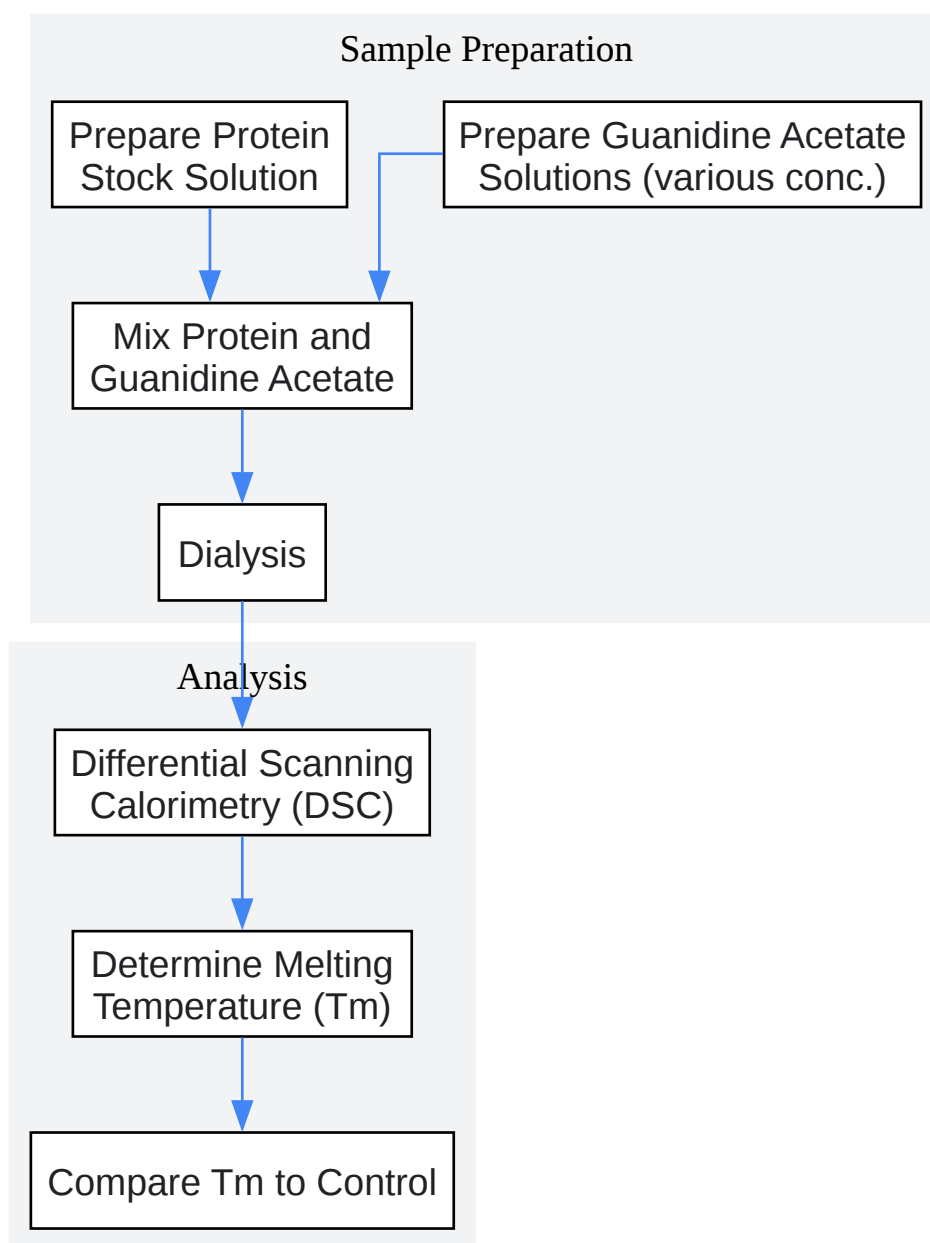 Sample Preparation
Prepare Protein
Stock Solution
Prepare Guanidine Acetate
Solutions (various conc.)
Mix Protein and
Guanidine Acetate
Dialysis
Analysis
Differential Scanning
Calorimetry (DSC)
Determine Melting
Temperature (Tm)
Compare Tm to Control